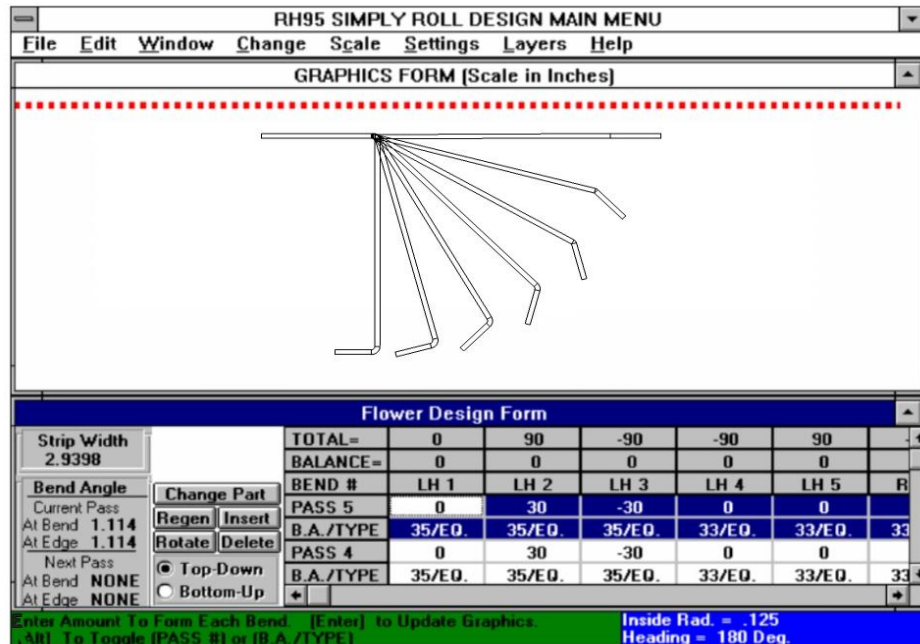 RH95 SIMPLY ROLL DESIGN MAIN MENU
File Edit Window Change Scale Settings Layers Help
GRAPHICS FORM (Scale in Inches)
Flower Design Form
Strip Width
2.9398
Bend Angle
Current Pass
At Bend 1.114
At Edge 1.114
Next Pass
At Bend NONE
At Edge NONE
Change Part
Regen Insert
Rotate Delete
Top-Down
Bottom-Up
TOTAL= 0 90 -90 -90 90 -
BALANCE= 0 0 0 0 0
BEND # LH 1 LH 2 LH 3 LH 4 LH 5 R
PASS 5 0 30 -30 0 0
B.A./TYPE 35/EQ. 35/EQ. 35/EQ. 33/EQ. 33/EQ. 33
PASS 4 0 30 -30 0 0
B.A./TYPE 35/EQ. 35/EQ. 35/EQ. 33/EQ. 33/EQ. 33
Enter Amount To Form Each Bend. [Enter] to Update Graphics.
[Alt] To Toggle (PASS #) or (B.A./TYPE)
Inside Rad. = .125
Heading = 180 Deg.